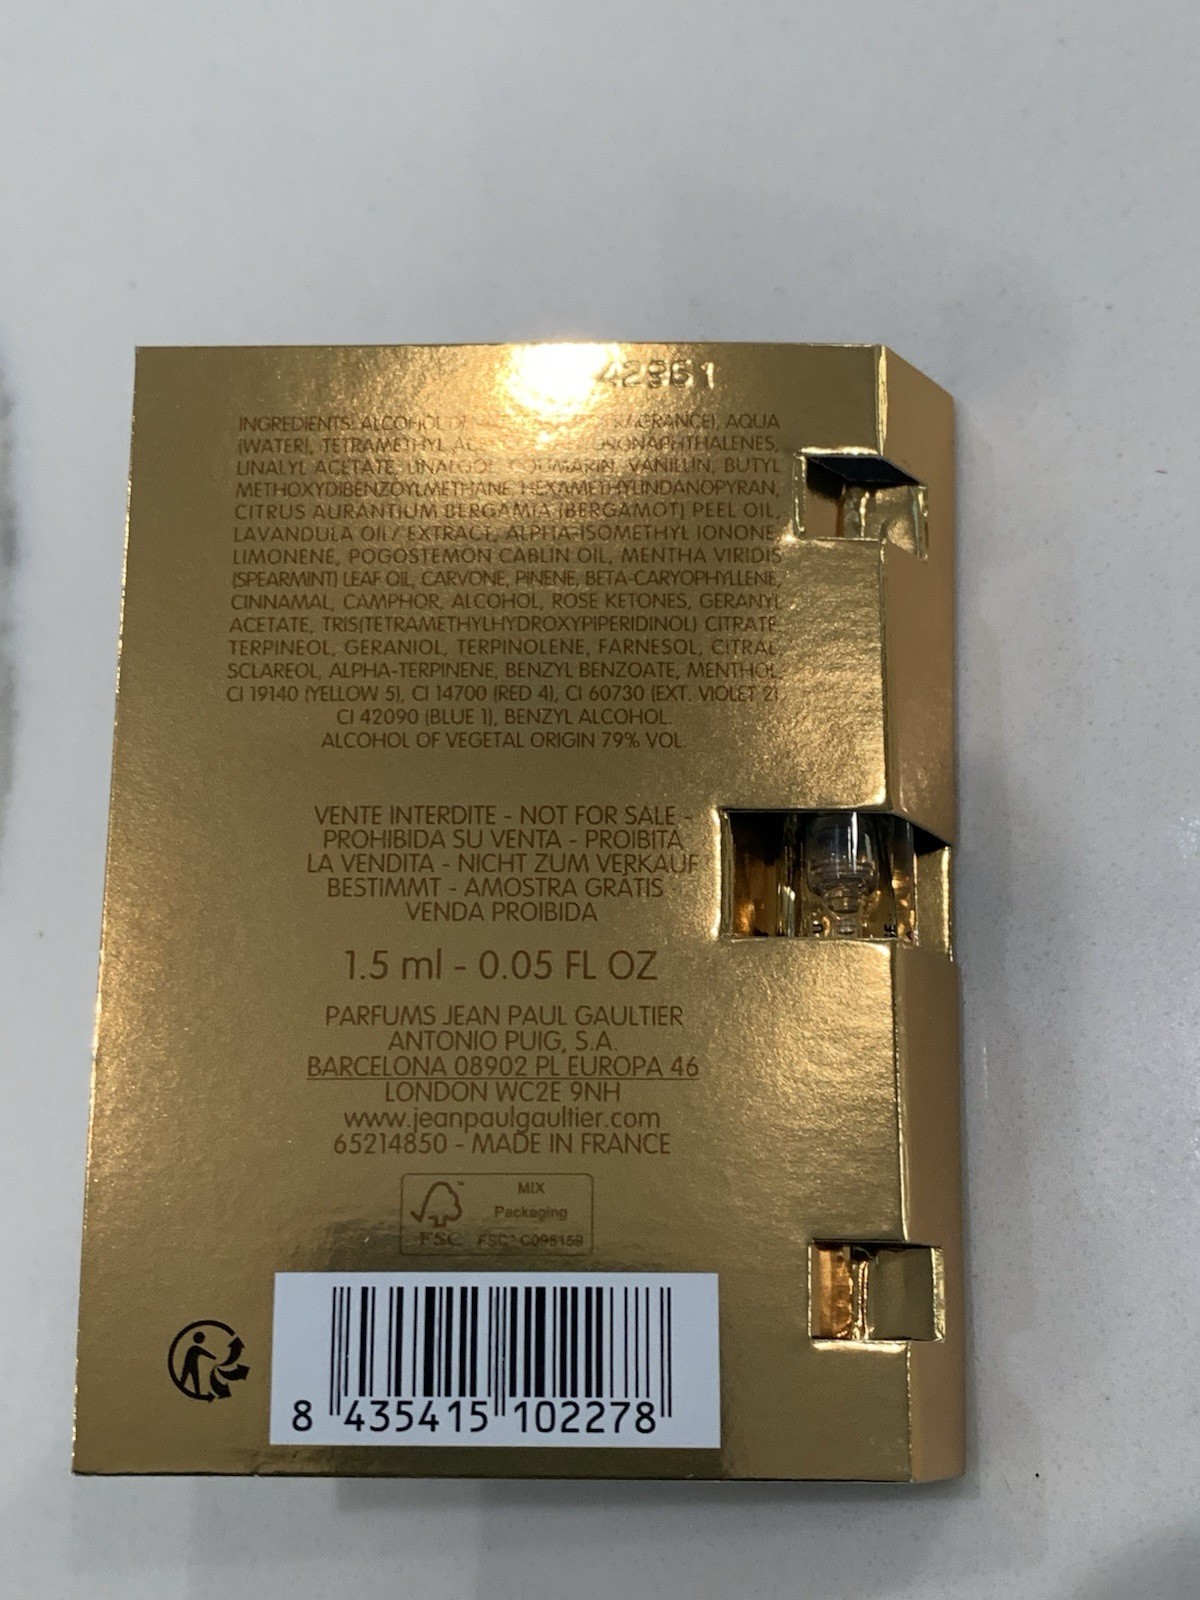 42961
INGREDIENTS: ALCOHOL FRAGRANCE), AQUA
(WATER), TETRAMETHYL
LINALYL ACETATE, LINALOOL, COUMARIN, VANILLIN, BUTYL
METHOXYDIBENZOYLMETHANE, HEXAMETHYLINDANOPYRAN,
CITRUS AURANTIUM BERGAMIA (BERGAMOT) PEEL OIL,
LAVANDULA OIL/ EXTRACT, ALPHA-ISOMETHYL IONONE,
LIMONENE, POGOSTEMON CABLIN OIL, MENTHA VIRIDIS
(SPEARMINT) LEAF OIL, CARVONE, PINENE, BETA-CARYOPHYLLENE,
CINNAMAL, CAMPHOR, ALCOHOL, ROSE KETONES, GERANYL
ACETATE, TRIS(TETRAMETHYLHYDROXYPIPERIDINOL) CITRATE,
TERPINEOL, GERANIOL, TERPINOLENE, FARNESOL, CITRAL,
SCLAREOL, ALPHA-TERPINENE, BENZYL BENZOATE, MENTHOL,
CI 19140 (YELLOW 5), CI 14700 (RED 4), CI 60730 (EXT. VIOLET 2),
CI 42090 (BLUE 1), BENZYL ALCOHOL.
ALCOHOL OF VEGETAL ORIGIN 79% VOL.
VENTE INTERDITE - NOT FOR SALE -
PROHIBIDA SU VENTA - PROIBITA
LA VENDITA - NICHT ZUM VERKAUF
BESTIMMT - AMOSTRA GRÁTIS -
VENDA PROIBIDA
1.5 ml - 0.05 FL OZ
PARFUMS JEAN PAUL GAULTIER
ANTONIO PUIG, S.A.
BARCELONA 08902 PL EUROPA 46
LONDON WC2E 9NH
www.jeanpaulgaultier.com
65214850 - MADE IN FRANCE
MIX
Packaging
FSC FSC® C095159
8 435415 102278